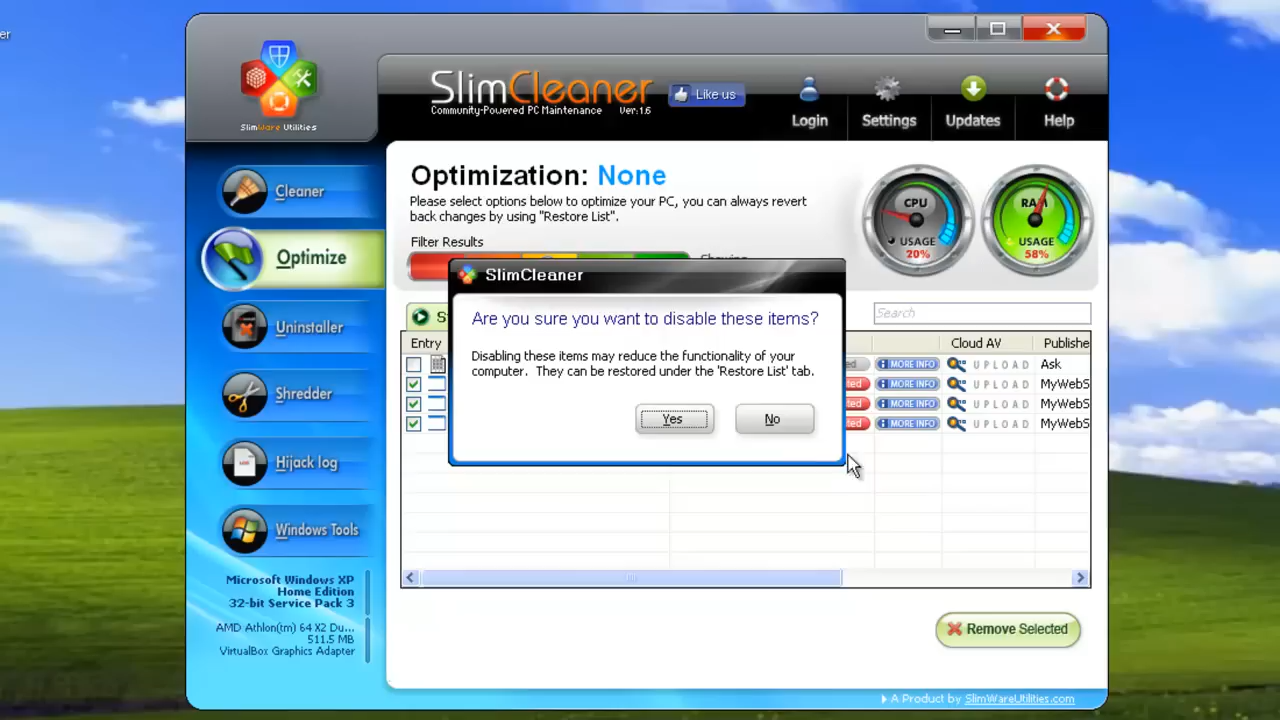 er
SlimWare Utilities
SlimCleaner
Community-Powered PC Maintenance Ver:1.6
Like us
Login
Settings
Updates
Help
Cleaner
Optimize
Uninstaller
Shredder
Hijack log
Windows Tools
Microsoft Windows XP
Home Edition
32-bit Service Pack 3
AMD Athlon(tm) 64 X2 Du...
511.5 MB
VirtualBox Graphics Adapter
Optimization: None
Please select options below to optimize your PC, you can always revert
back changes by using "Restore List".
Filter Results
CPU
USAGE
20%
RAM
USAGE
58%
Search
Entry
Cloud AV
Publishe
MORE INFO
UPLOAD
Ask
MORE INFO
UPLOAD
MyWebS
MORE INFO
UPLOAD
MyWebS
MORE INFO
UPLOAD
MyWebS
SlimCleaner
Are you sure you want to disable these items?
Disabling these items may reduce the functionality of your
computer. They can be restored under the 'Restore List' tab.
Yes
No
Remove Selected
A Product by SlimWareUtilities.com